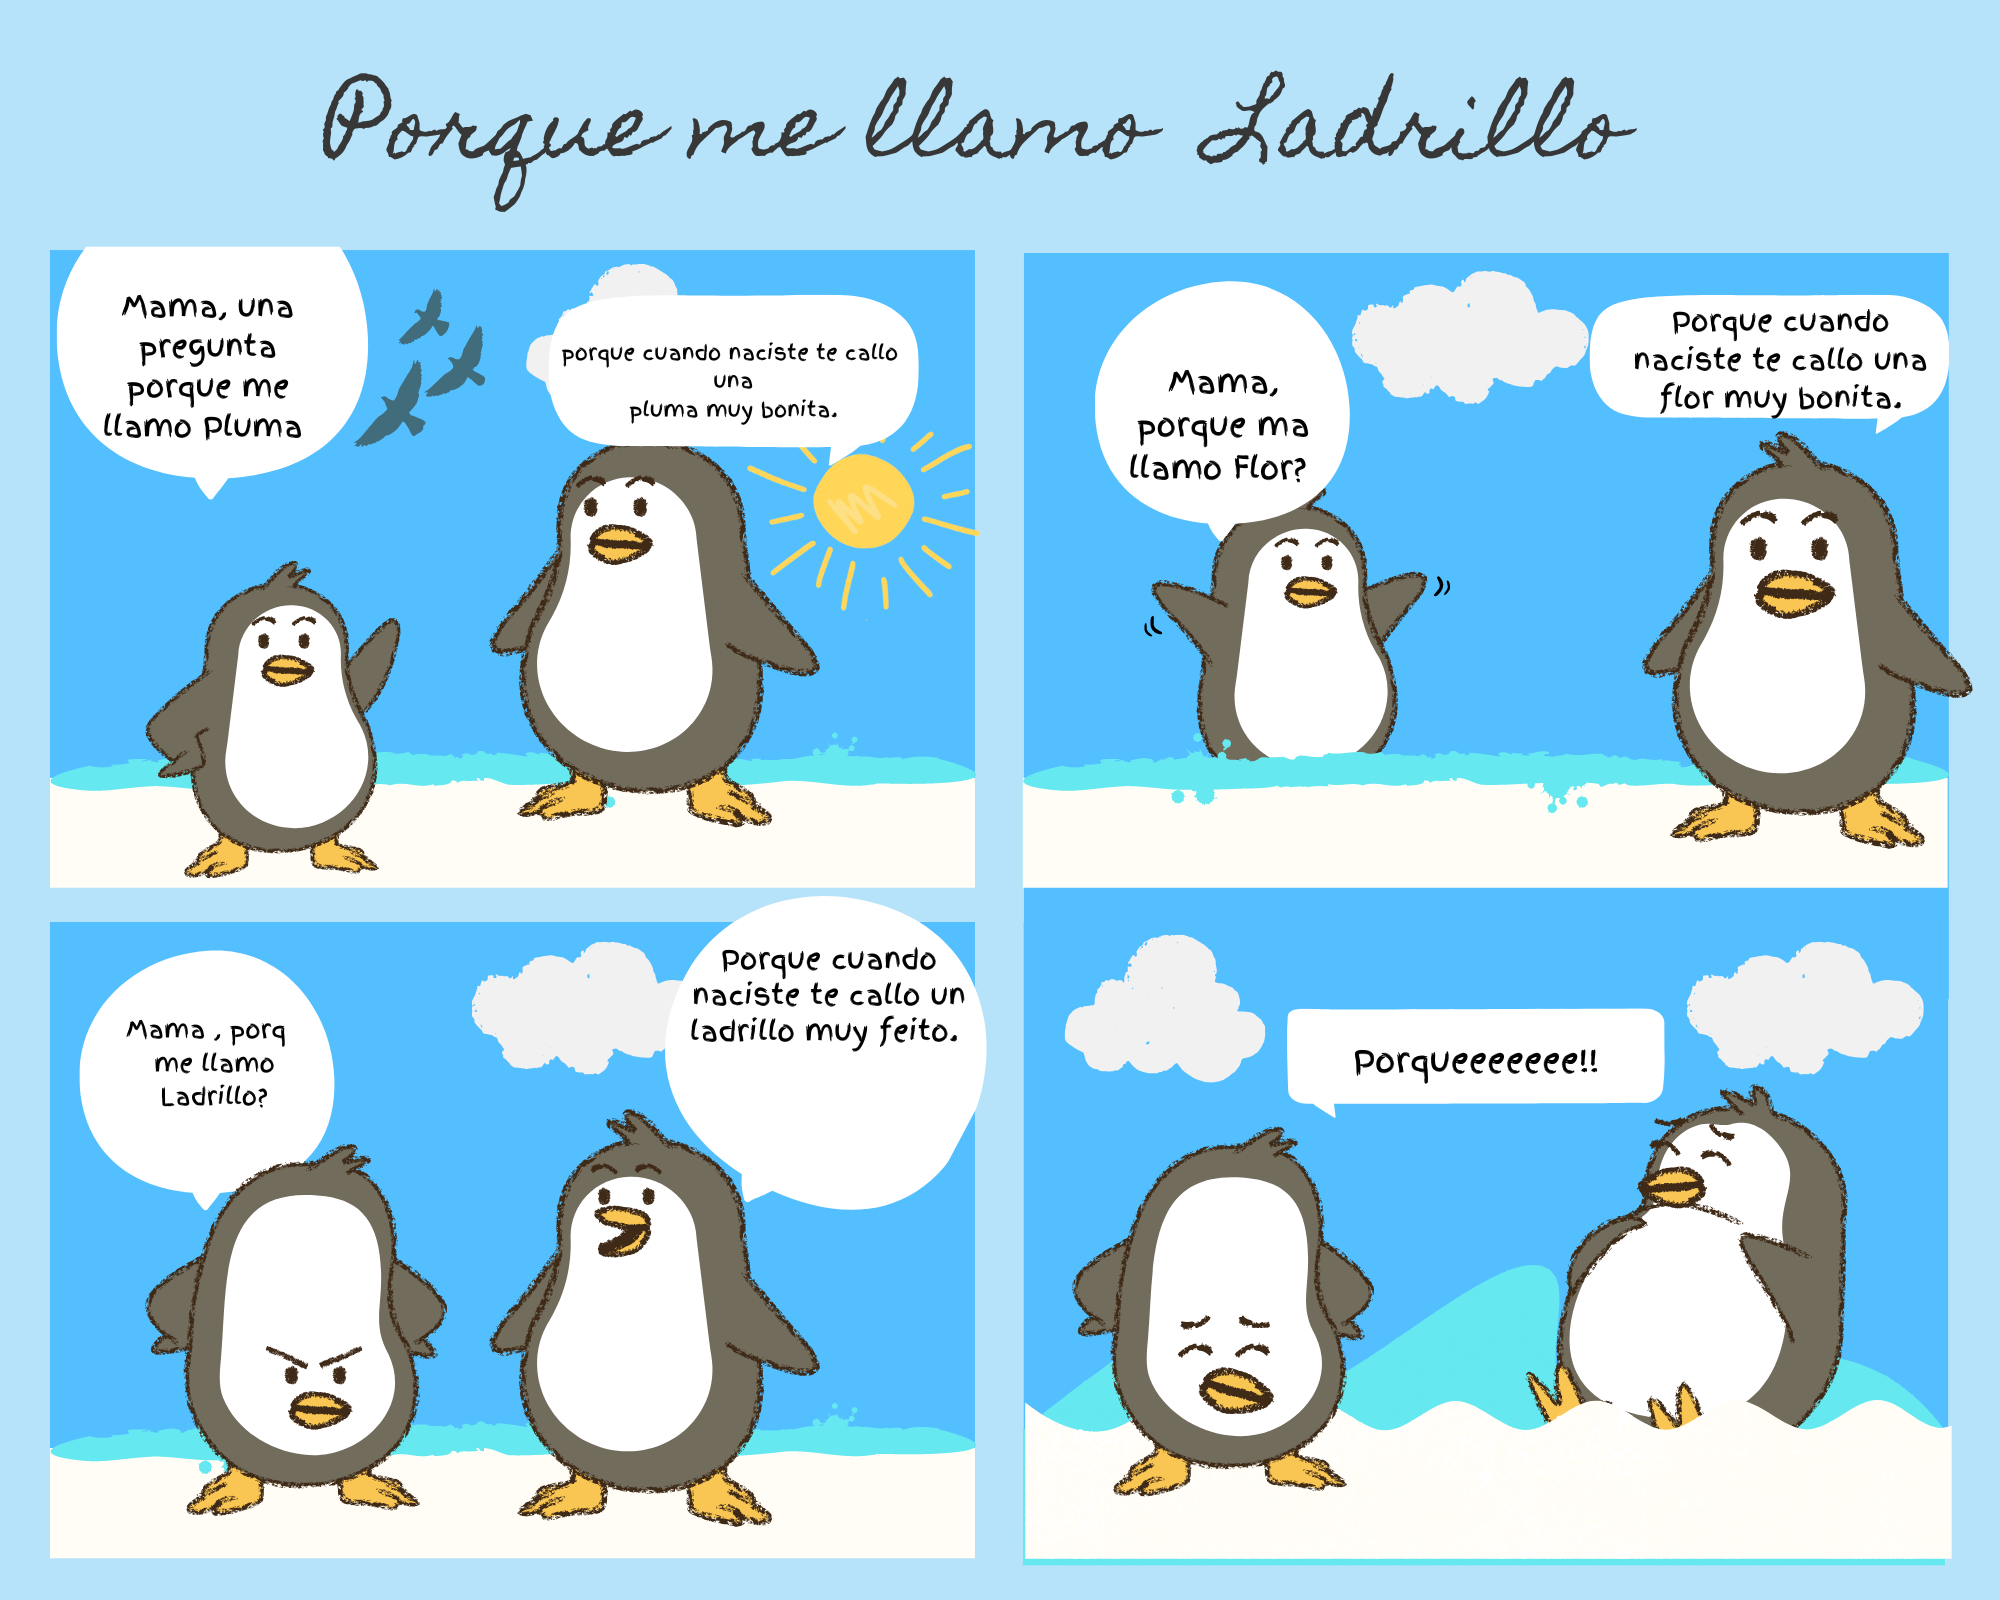 Porque me llamo Ladrillo
Mama, una
pregunta
porque me
llamo Pluma
porque cuando naciste te callo
una
pluma muy bonita.
Mama,
porque ma
llamo Flor?
Porque cuando
naciste te callo una
flor muy bonita.
Mama , porq
me llamo
Ladrillo?
Porque cuando
naciste te callo un
ladrillo muy feito.
Porqueeeeeeee!!